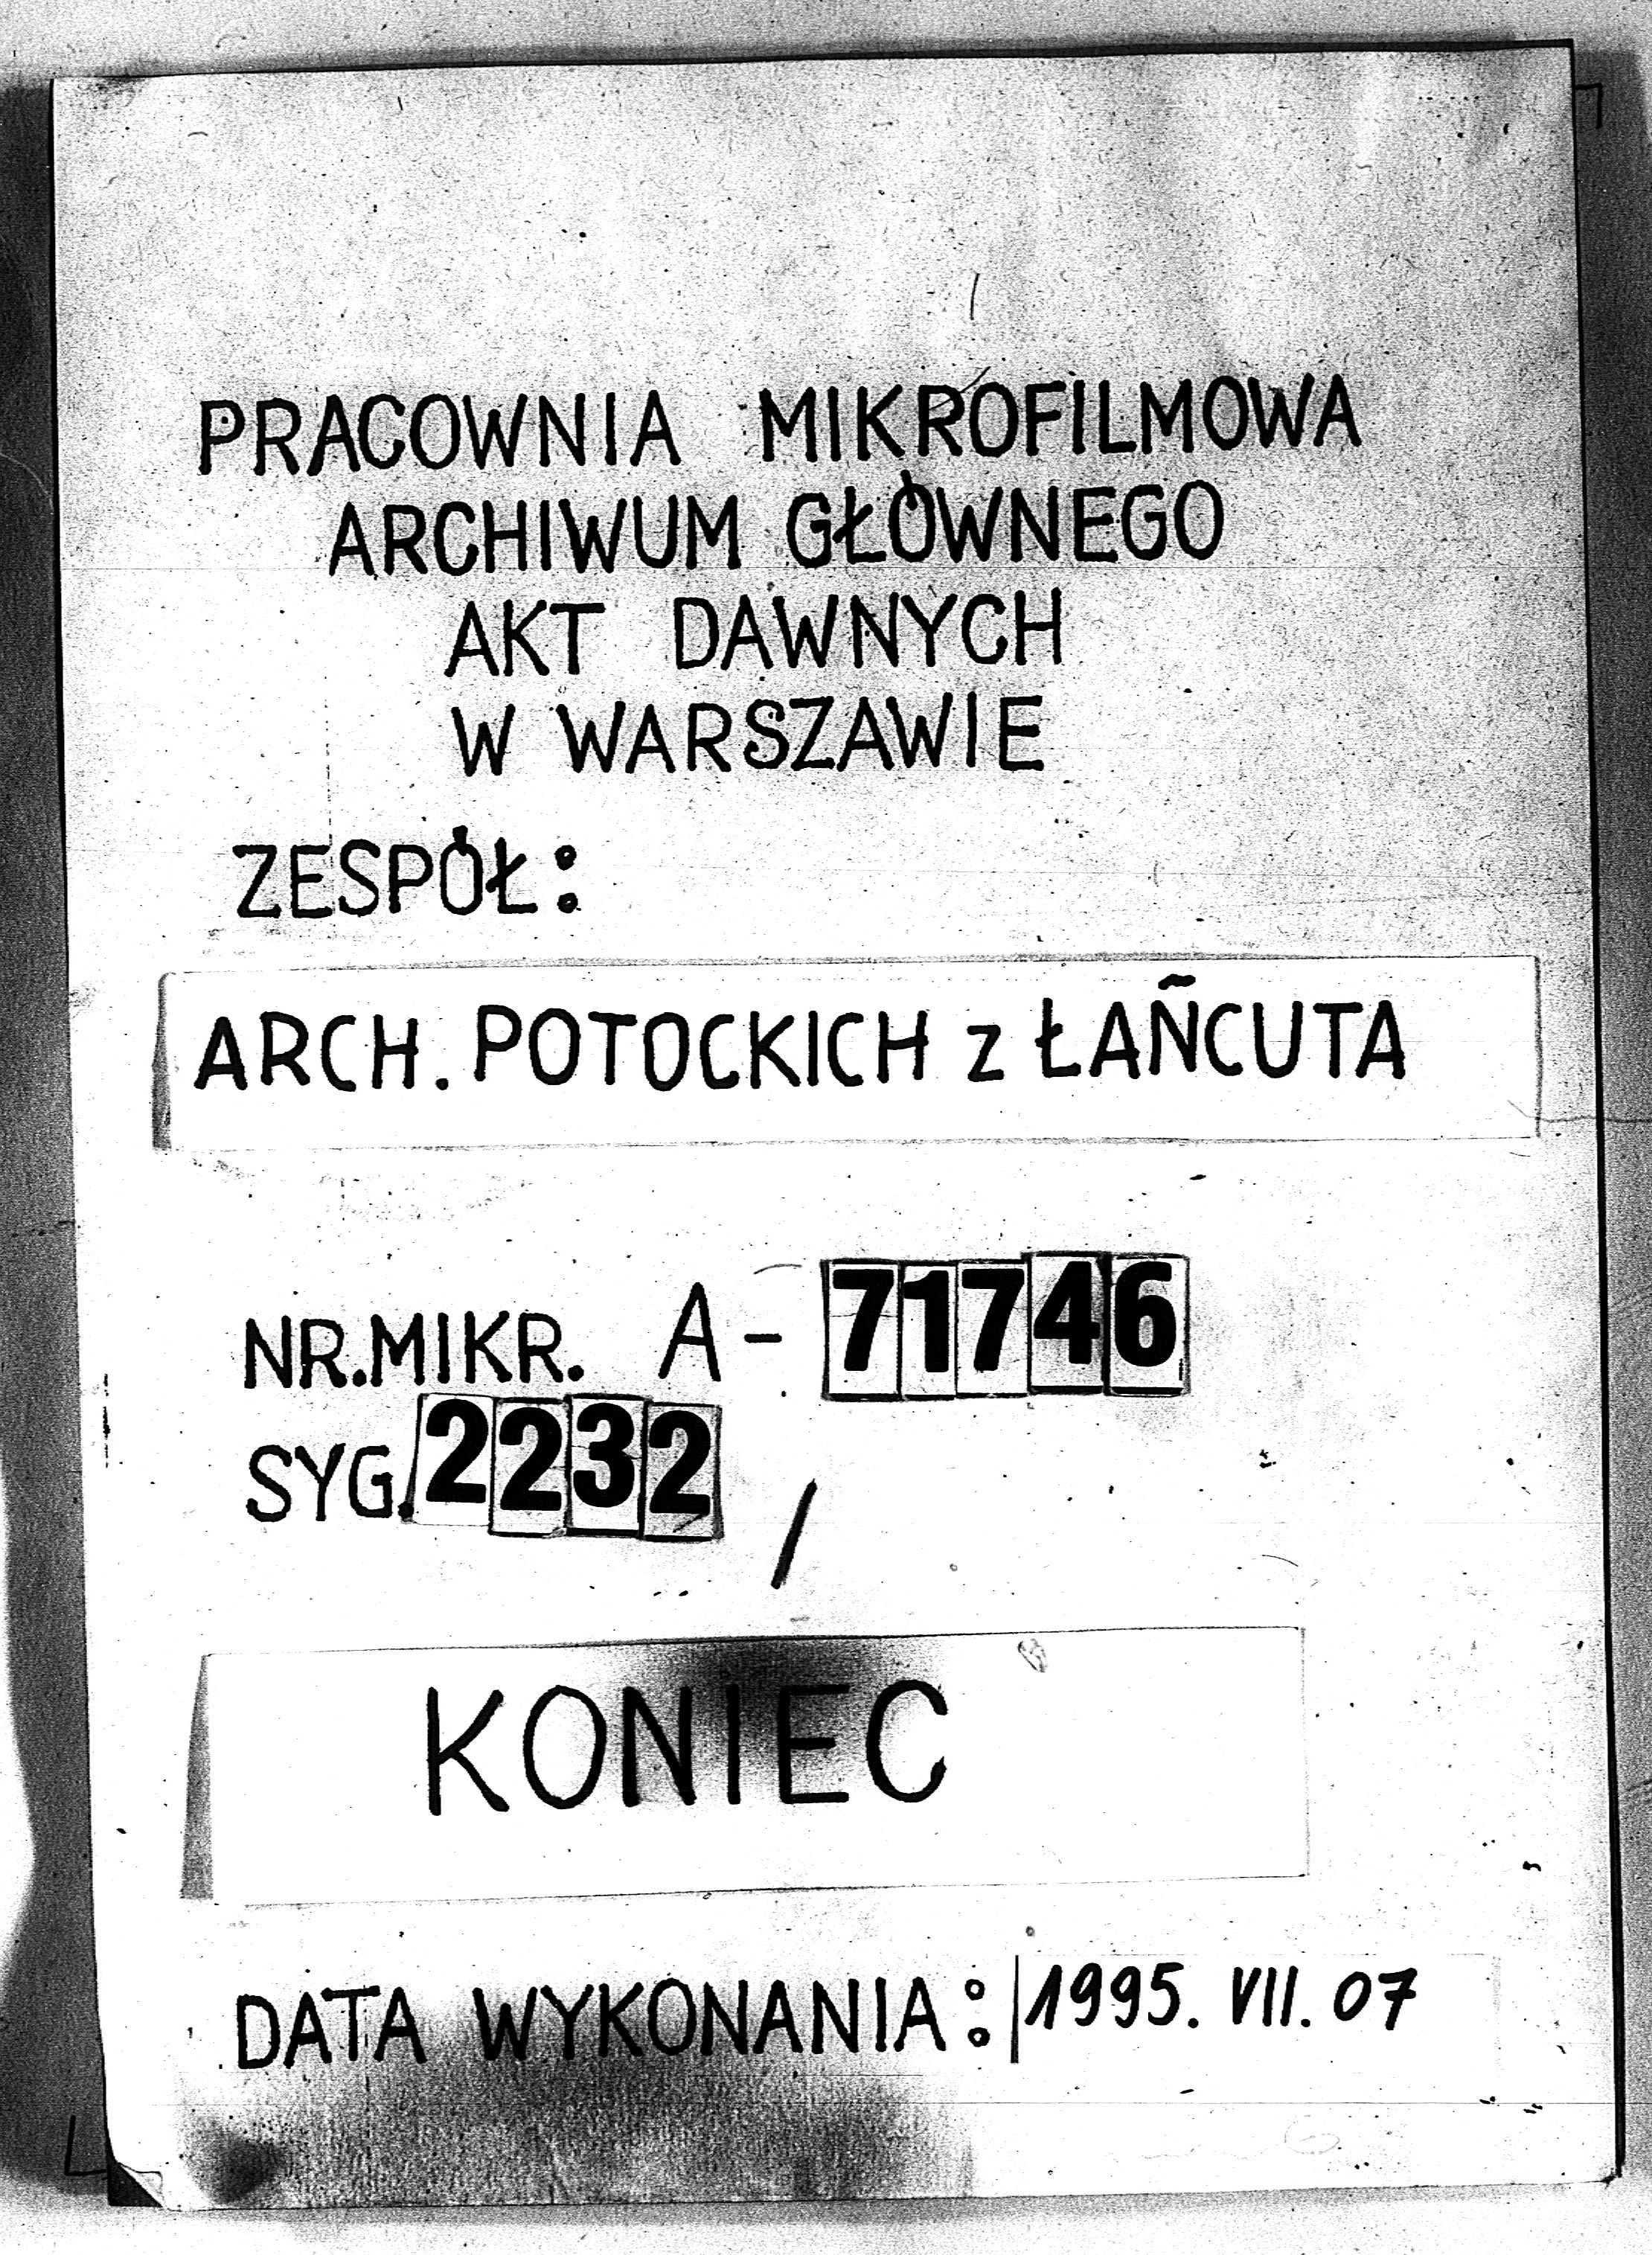 PRACOWNIA MIKROFILMOWA
ARCHIWUM GŁÓWNEGO
AKT DAWNYCH
W WARSZAWIE
ZESPÓŁ:
ARCH. POTOCKICH z ŁAŃCUTA
NR.MIKR. A-71746
SYG.2232 /
KONIEC
DATA WYKONANIA: 1995. VII. 07